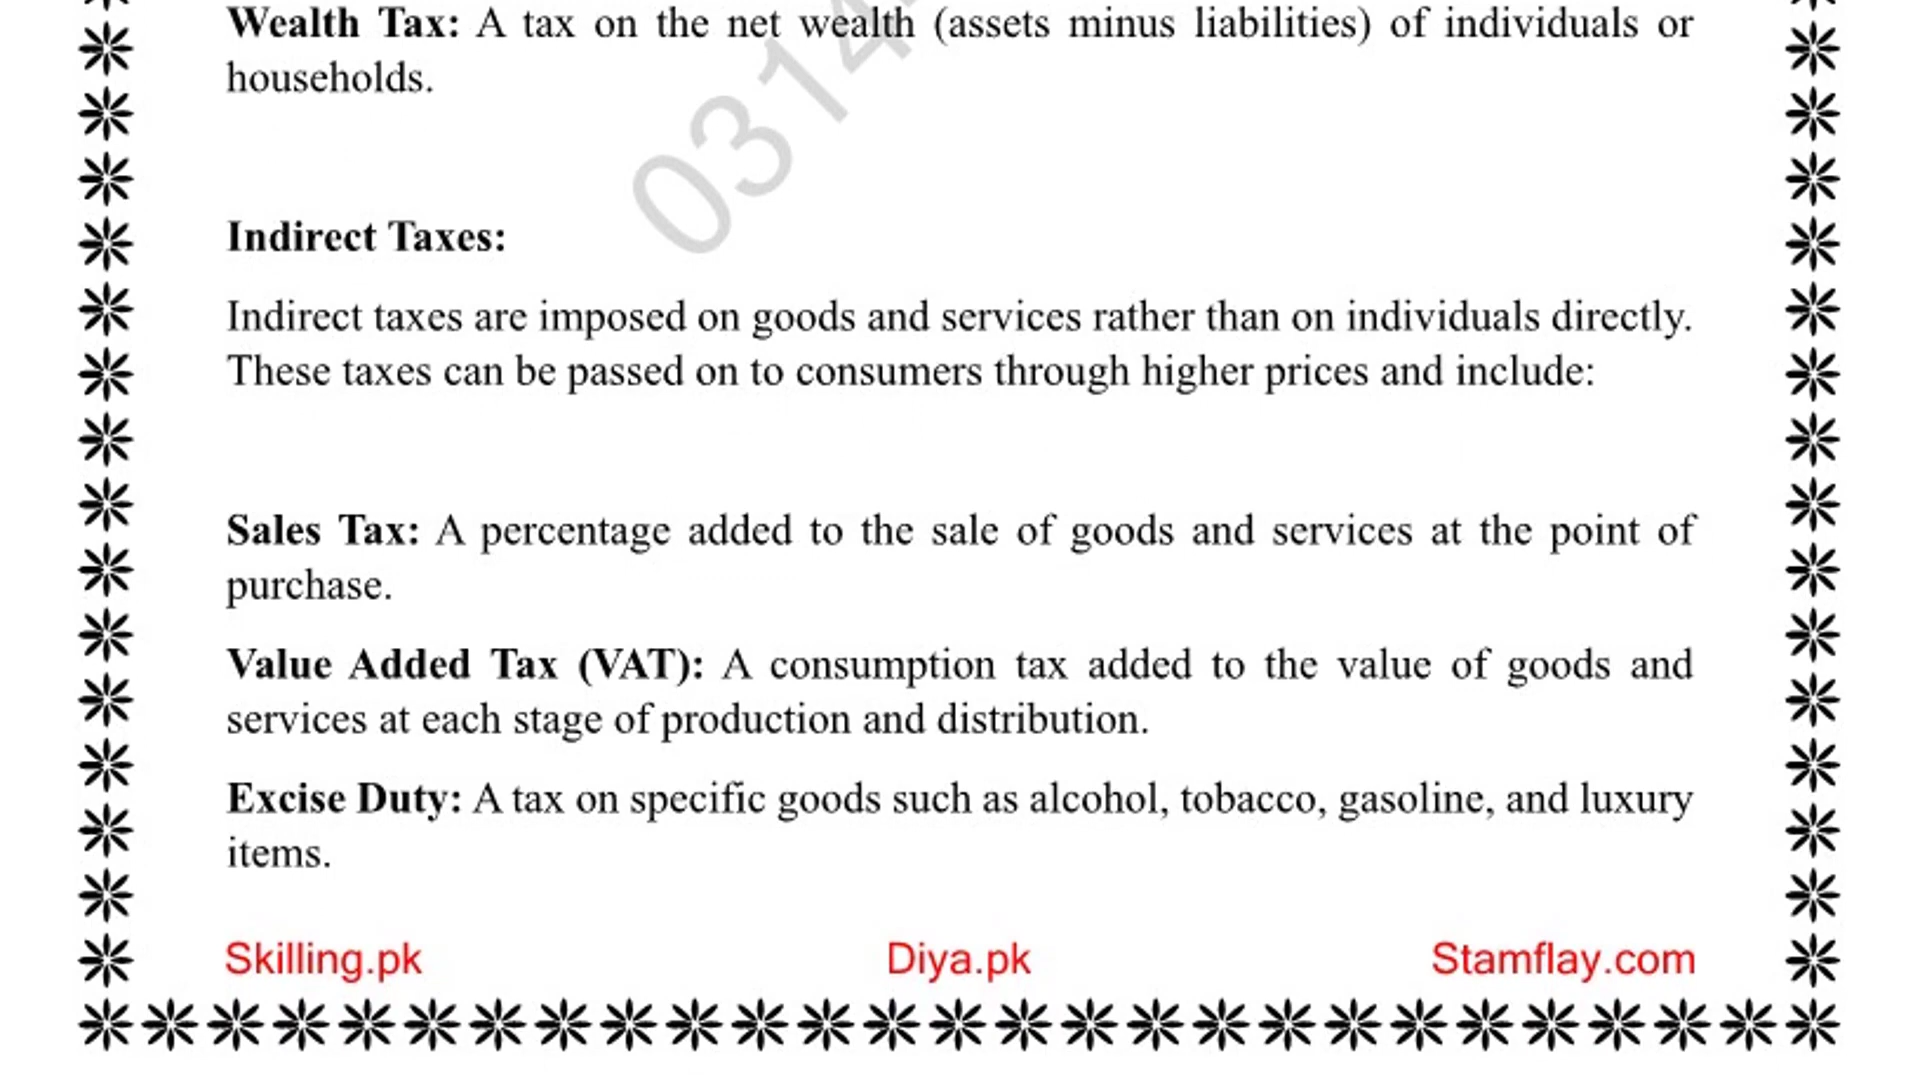 Wealth Tax: A tax on the net wealth (assets minus liabilities) of individuals or
households.
0314
Indirect Taxes:
Indirect taxes are imposed on goods and services rather than on individuals directly.
These taxes can be passed on to consumers through higher prices and include:
Sales Tax: A percentage added to the sale of goods and services at the point of
purchase.
Value Added Tax (VAT): A consumption tax added to the value of goods and
services at each stage of production and distribution.
Excise Duty: A tax on specific goods such as alcohol, tobacco, gasoline, and luxury
items.
Skilling.pk Diya.pk Stamflay.com